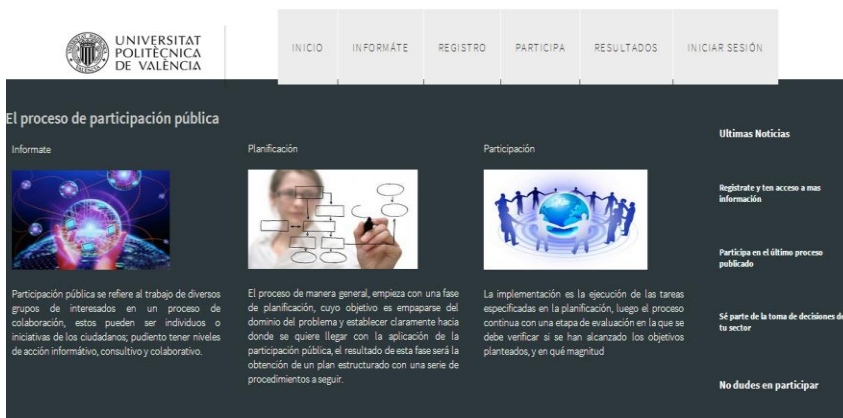 UNIVERSITAT
POLITÈCNICA
DE VALÈNCIA
INICIO
INFORMÁTE
REGISTRO
PARTICIPA
RESULTADOS
INICIAR SESIÓN
El proceso de participación pública
Informate
Participación pública se refiere al trabajo de diversos
grupos de interesados en un proceso de
colaboración, estos pueden ser individuos o
iniciativas de los ciudadanos; pudiento tener niveles
de acción informátivo, consultivo y colaborativo.
Planificación
El proceso de manera general, empieza con una fase
de planificación, cuyo objetivo es empaparse del
dominio del problema y establecer claramente hacia
donde se quiere llegar con la aplicación de la
participación pública, el resultado de esta fase será la
obtención de un plan estructurado con una serie de
procedimientos a seguir.
Participación
La implementación es la ejecución de las tareas
especificadas en la planificación, luego el proceso
continua con una etapa de evaluación en la que se
debe verificar si se han alcanzado los objetivos
planteados, y en qué magnitud
Ultimas Noticias
Registrate y ten acceso a mas
información
Participa en el último proceso
publicado
Sé parte de la toma de decisiones de
tu sector
No dudes en participar